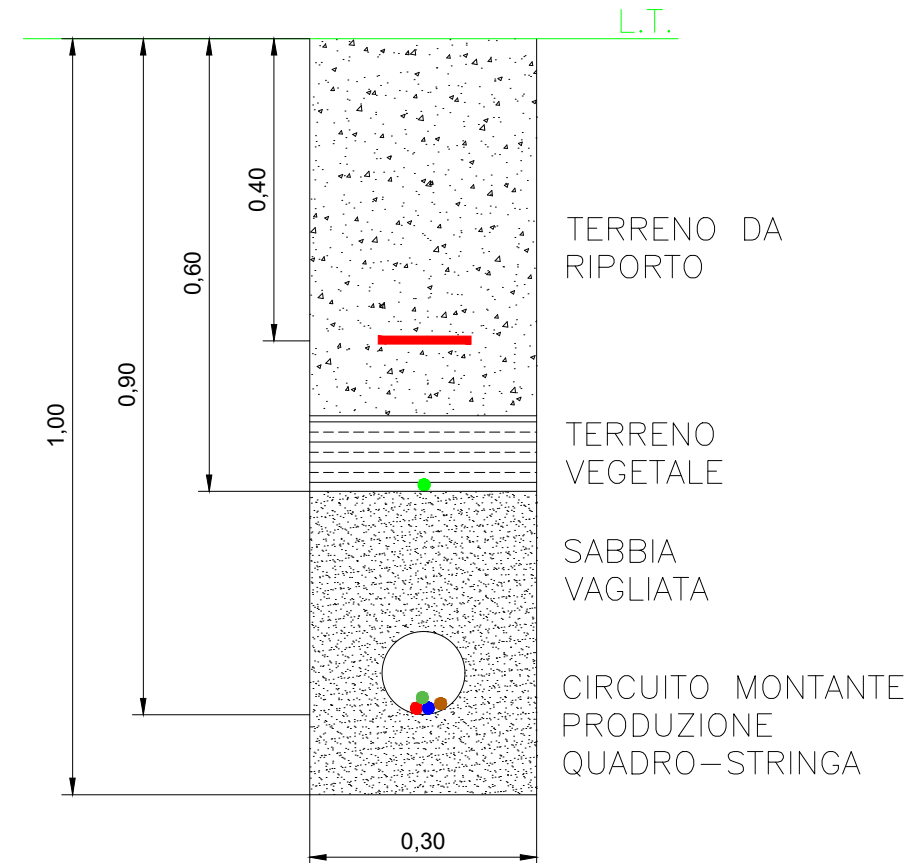 L.T.
0,40
0,60
0,90
1,00
TERRENO DA
RIPORTO
TERRENO
VEGETALE
SABBIA
VAGLIATA
CIRCUITO MONTANTE
PRODUZIONE
QUADRO-STRINGA
0,30